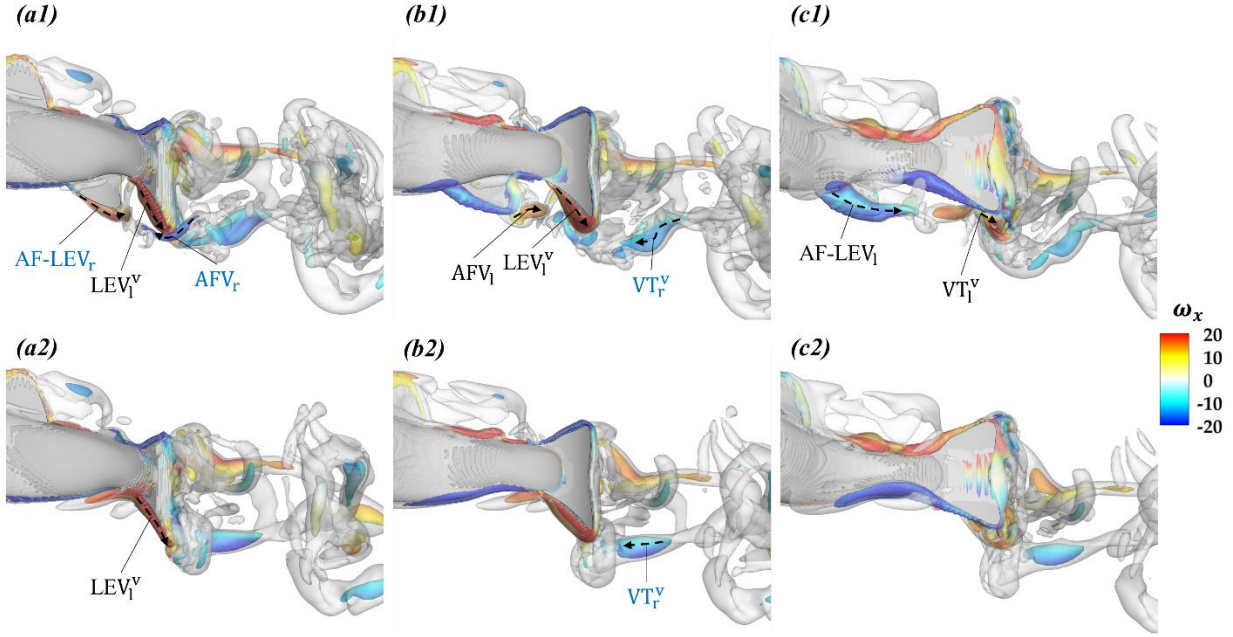 (a1) (b1) (c1)
AF-LEVᵣ
LEVₗᵛ
AFVᵣ
AFVₗ
LEVₗᵛ
VTᵣᵛ
AF-LEVₗ
VTₗᵛ
ωₓ
20
10
0
-10
-20
(a2) (b2) (c2)
LEVₗᵛ
VTᵣᵛ